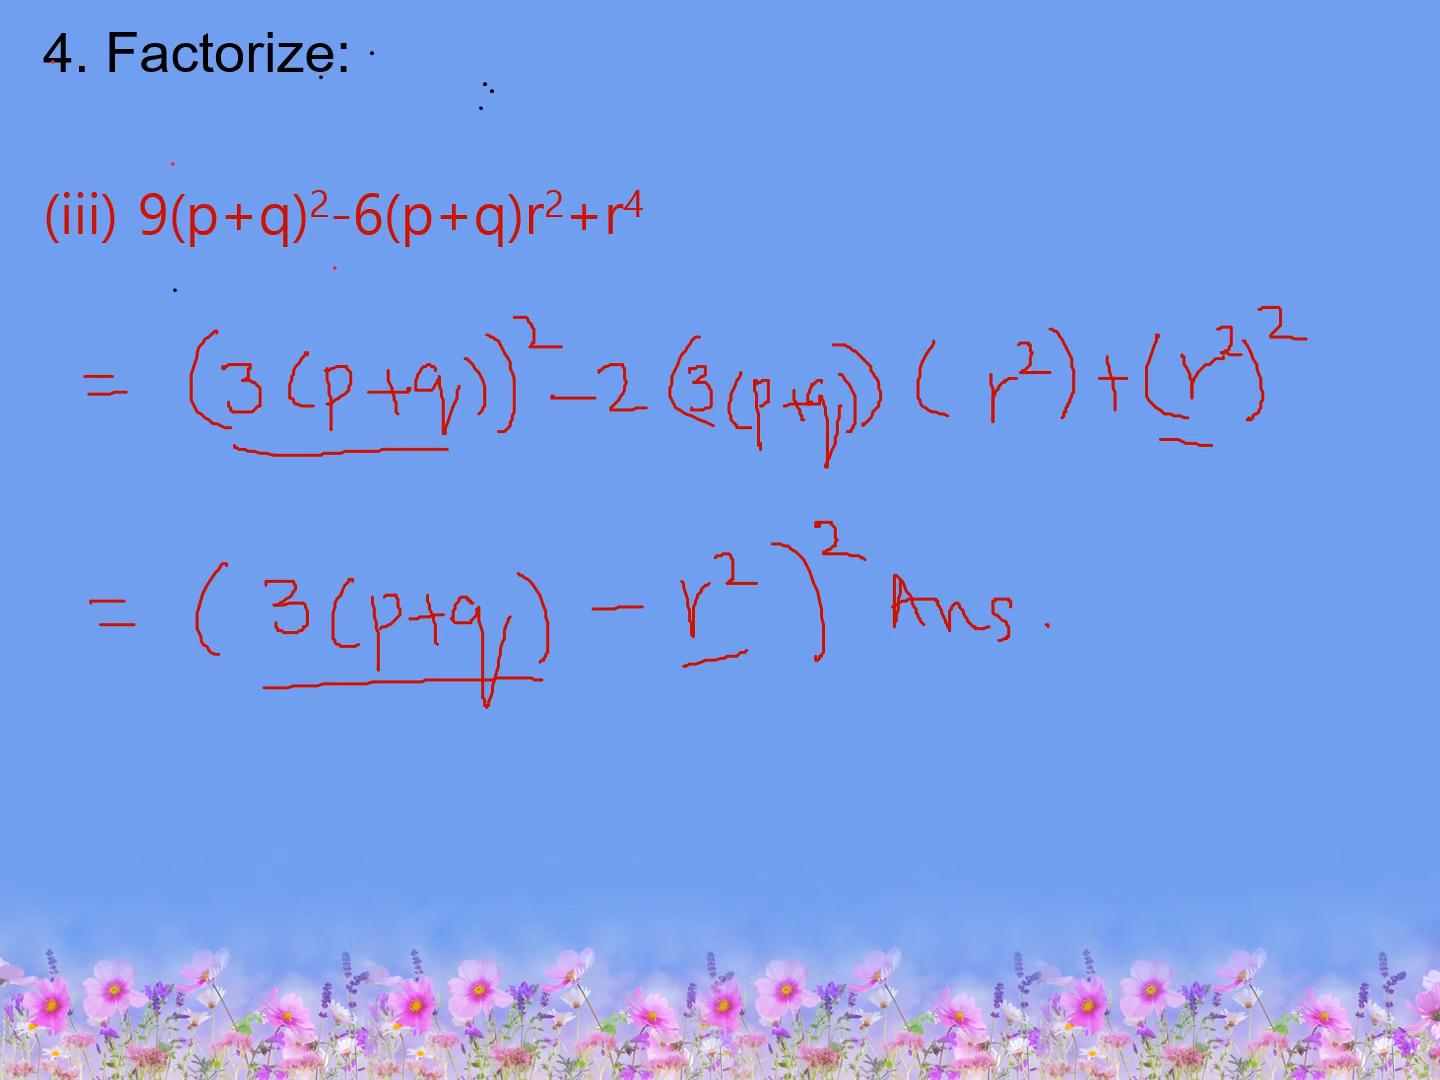 4. Factorize:
(iii) 9(p+q)²-6(p+q)r²+r⁴
= (3(p+q))² - 2(3(p+q))(r²) + (r²)²
= (3(p+q) - r²)² Ans.